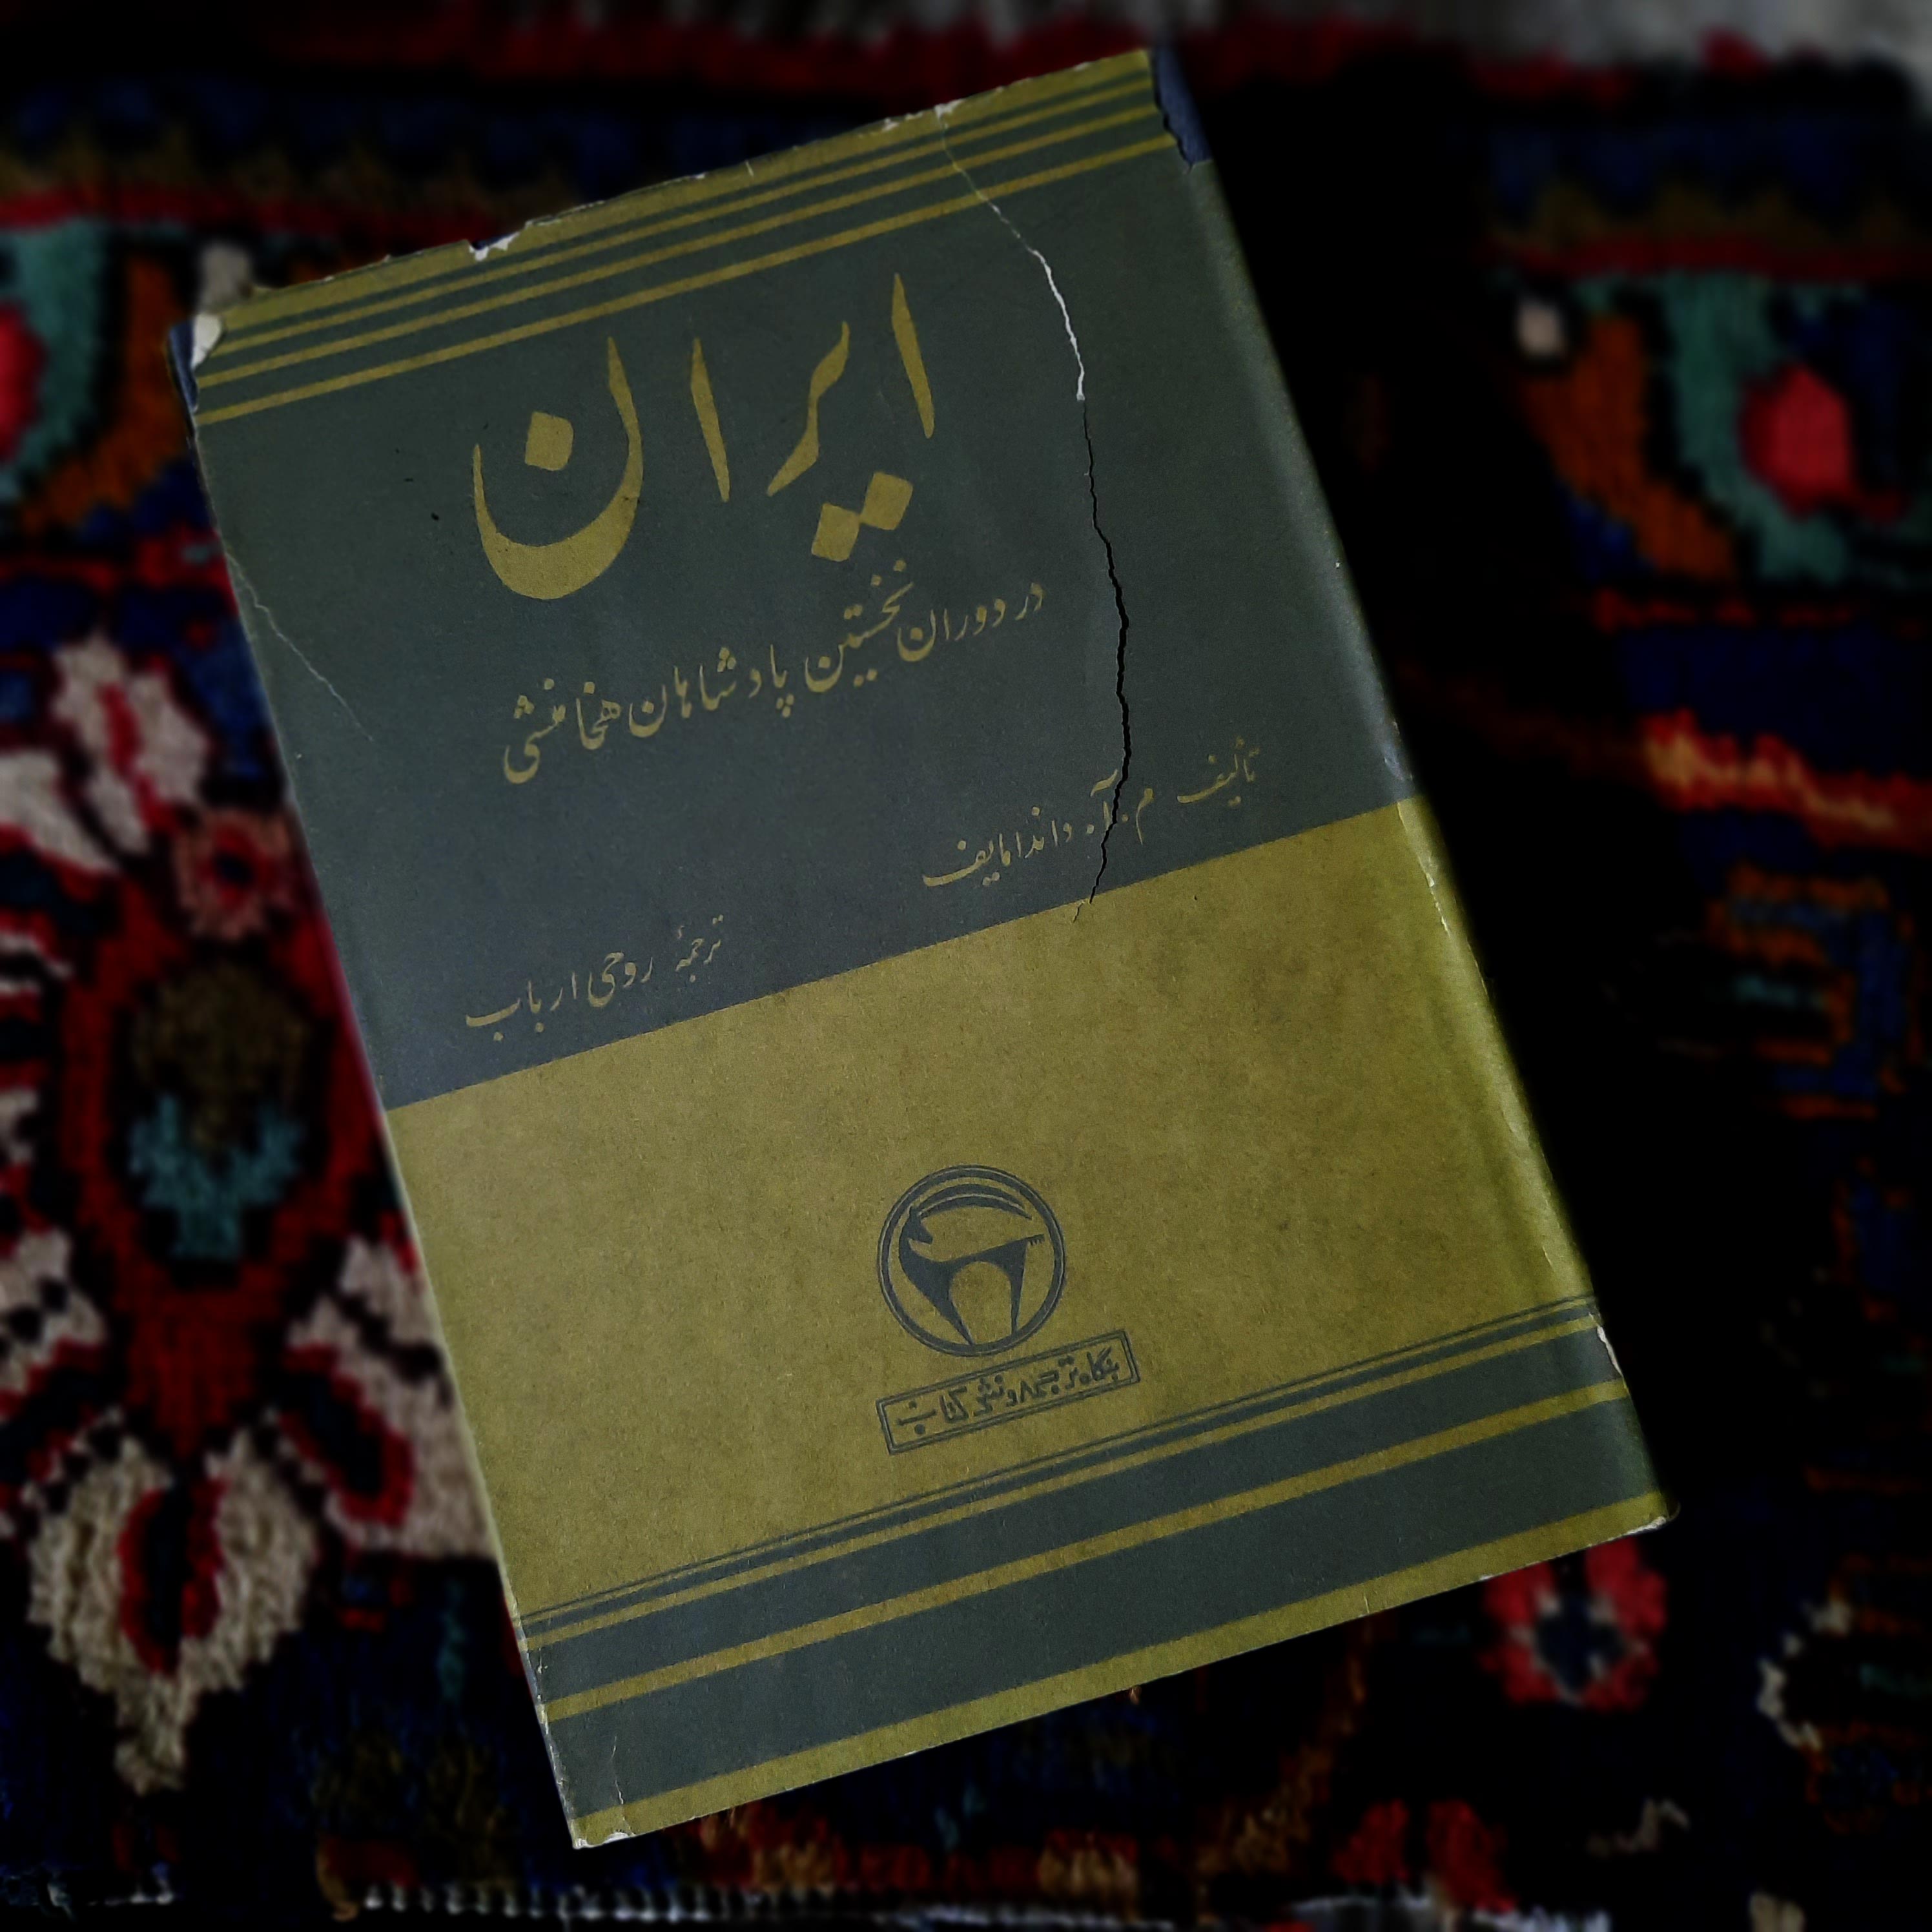 ایران
در دوران نخستین پادشاهان هخامنشی
تألیف م. آ. داندامایف
ترجمهٔ روحی ارباب
بنگاه ترجمه و نشر کتاب